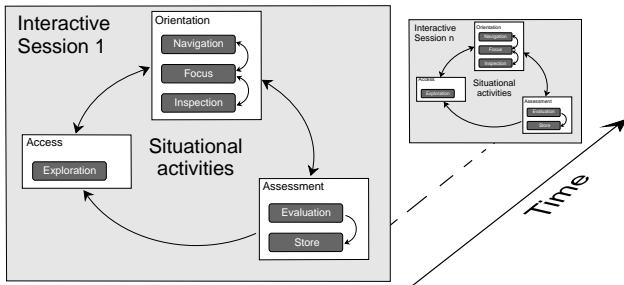 Interactive
Session 1
Orientation
Navigation
Focus
Inspection
Access
Exploration
Situational
activities
Assessment
Evaluation
Store
Interactive
Session n
Orientation
Navigation
Focus
Inspection
Access
Exploration
Situational
activities
Assessment
Evaluation
Store
Time